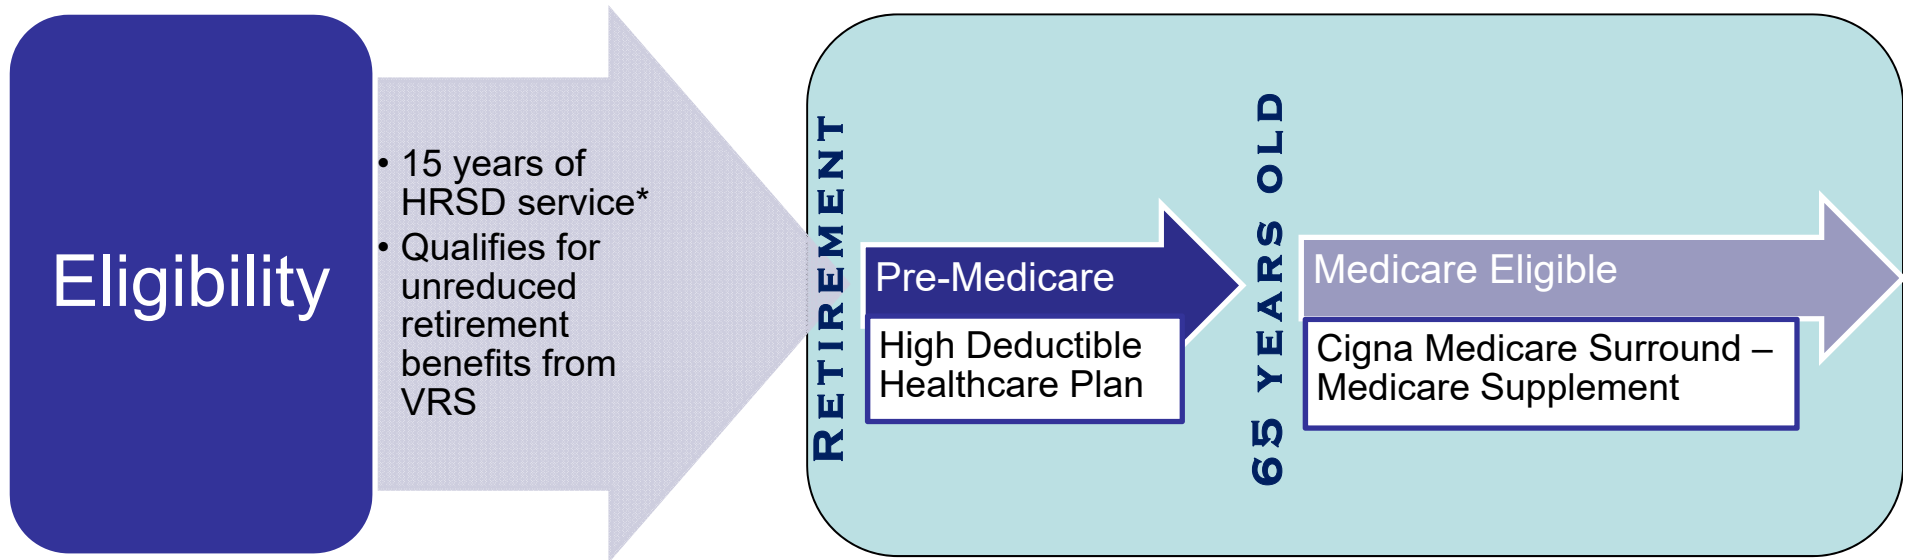 Eligibility
• 15 years of
HRSD service*
• Qualifies for
unreduced
retirement
benefits from
VRS
RETIREMENT
Pre-Medicare
High Deductible
Healthcare Plan
65 YEARS OLD
Medicare Eligible
Cigna Medicare Surround –
Medicare Supplement